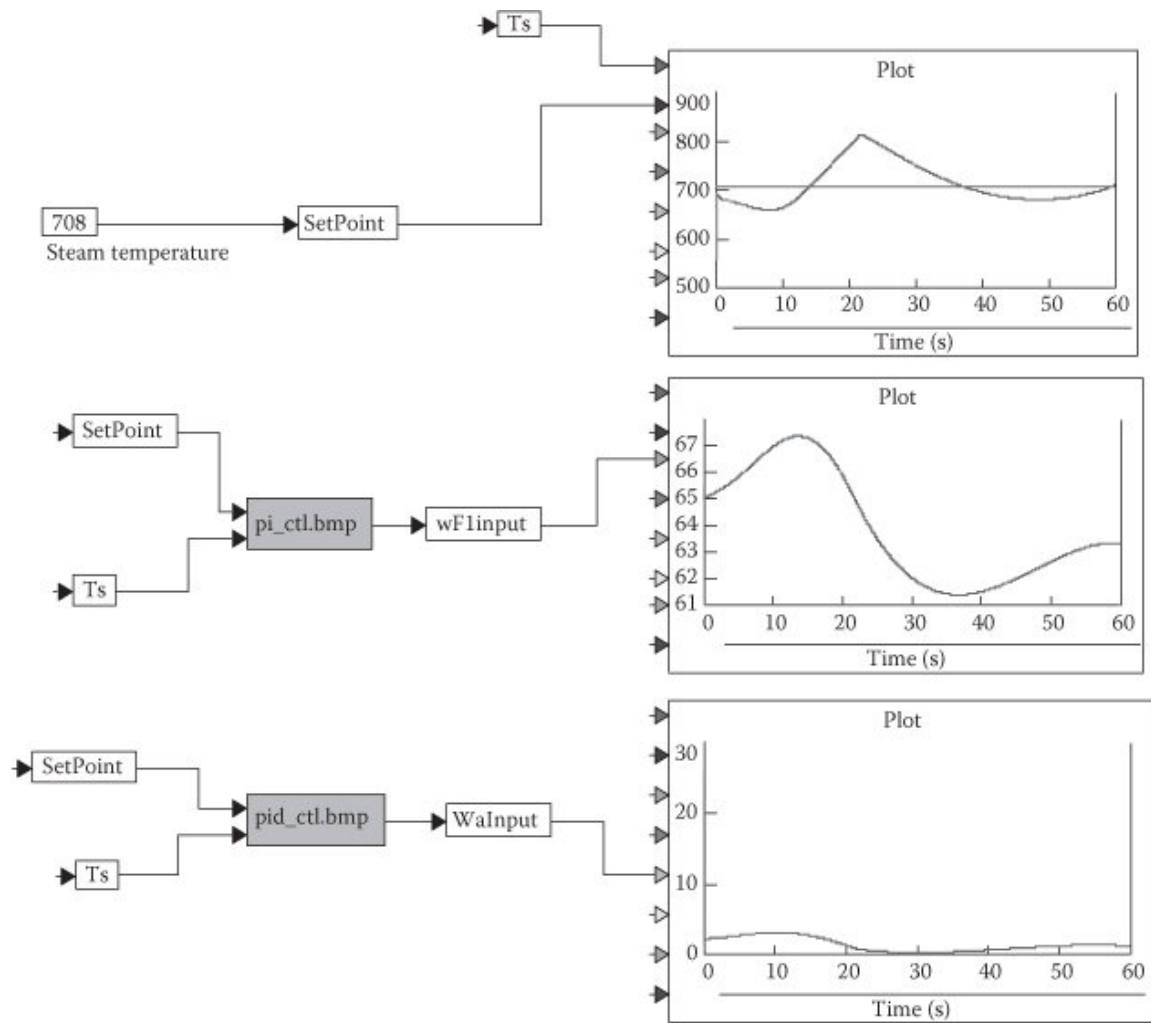 Ts
Plot
900
800
700
600
500
0 10 20 30 40 50 60
Time (s)
708
Steam temperature
SetPoint
Plot
67
66
65
64
63
62
61
0 10 20 30 40 50 60
Time (s)
SetPoint
pi_ctl.bmp
wF1input
Ts
Plot
30
20
10
0
0 10 20 30 40 50 60
Time (s)
SetPoint
pid_ctl.bmp
WaInput
Ts